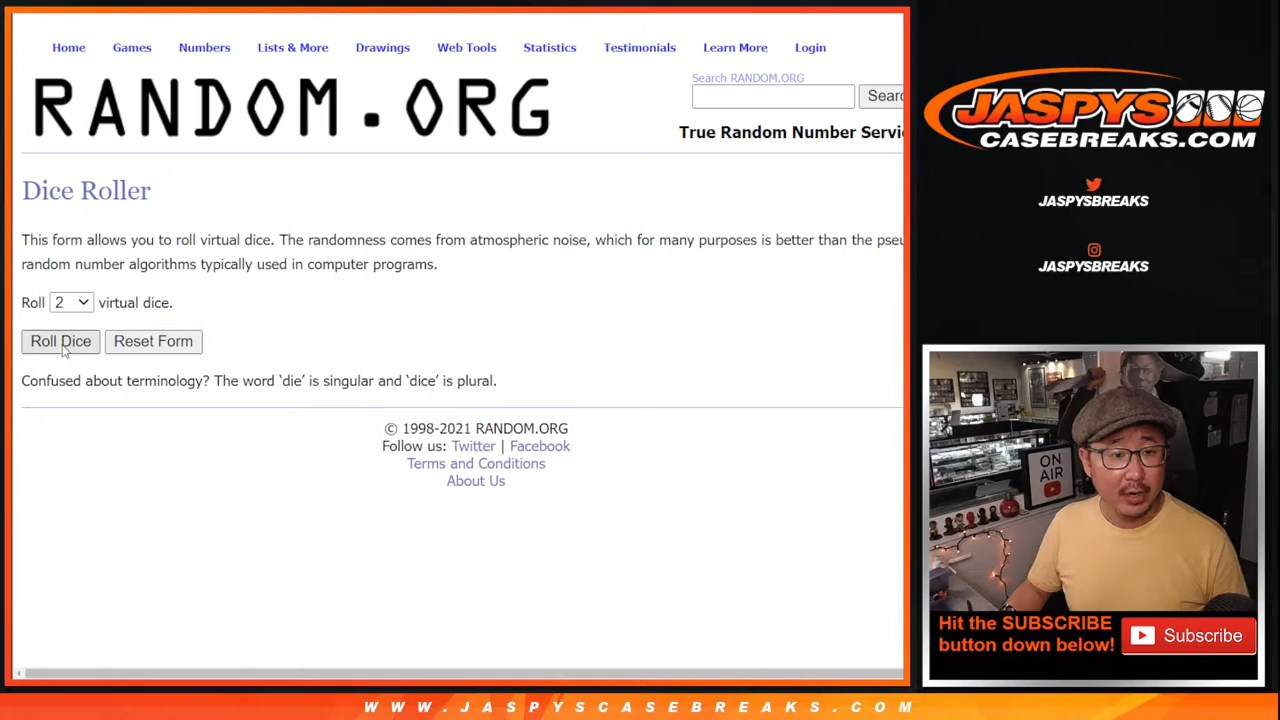 Home Games Numbers Lists & More Drawings Web Tools Statistics Testimonials Learn More Login
RANDOM.ORG
Search RANDOM.ORG
Searc
True Random Number Servi
Dice Roller
This form allows you to roll virtual dice. The randomness comes from atmospheric noise, which for many purposes is better than the pseu
random number algorithms typically used in computer programs.
Roll 2 virtual dice.
Roll Dice Reset Form
Confused about terminology? The word ‘die’ is singular and ‘dice’ is plural.
© 1998-2021 RANDOM.ORG
Follow us: Twitter | Facebook
Terms and Conditions
About Us
JASPYS
CASEBREAKS.COM
JASPYSBREAKS
JASPYSBREAKS
ON
AIR
Hit the SUBSCRIBE
button down below!
Subscribe
WWW.JASPYSCASEBREAKS.COM